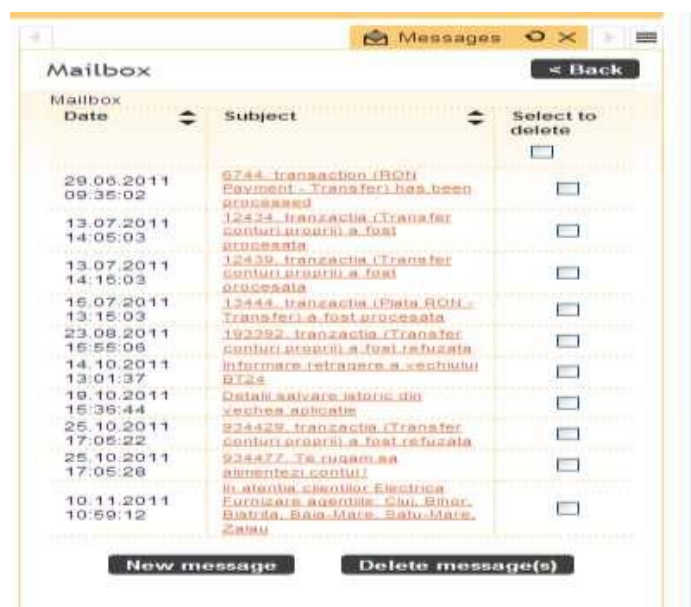 Messages
Mailbox
< Back
Mailbox
Date
Subject
Select to
delete
29.06.2011
09:35:02
6744, transaction (RON
Payment - Transfer) has been
processed
13.07.2011
14:05:03
12434, tranzactia (Transfer
conturi proprii) a fost
procesata
13.07.2011
14:15:03
12439, tranzactia (Transfer
conturi proprii) a fost
procesata
15.07.2011
13:15:03
13444, tranzactia (Plata RON -
Transfer) a fost procesata
23.08.2011
15:55:06
193392, tranzactia (Transfer
conturi proprii) a fost refuzata
14.10.2011
13:01:37
Informare retragere a vechiului
BT24
19.10.2011
15:36:44
Detalii salvare istoric din
vechea aplicatie
25.10.2011
17:05:22
934429, tranzactia (Transfer
conturi proprii) a fost refuzata
25.10.2011
17:05:28
934477, Te rugam sa
alimentezi contul!
10.11.2011
10:59:12
In atentia clientilor Electrica
Furnizare agentiile: Cluj, Bihor,
Bistrita, Baia-Mare, Satu-Mare,
Zalau
New message
Delete message(s)